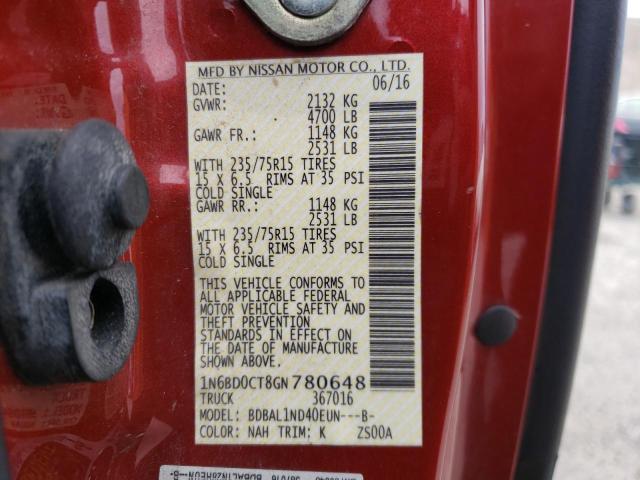 MFD BY NISSAN MOTOR CO., LTD.
DATE: 06/16
GVWR: 2132 KG
4700 LB
GAWR FR.: 1148 KG
2531 LB
WITH 235/75R15 TIRES
15 X 6.5 RIMS AT 35 PSI
COLD SINGLE
GAWR RR.: 1148 KG
2531 LB
WITH 235/75R15 TIRES
15 X 6.5 RIMS AT 35 PSI
COLD SINGLE
THIS VEHICLE CONFORMS TO
ALL APPLICABLE FEDERAL
MOTOR VEHICLE SAFETY AND
THEFT PREVENTION
STANDARDS IN EFFECT ON
THE DATE OF MANUFACTURE
SHOWN ABOVE.
1N6BD0CT8GN780648
TRUCK 367016
MODEL: BDBAL1ND40EUN---B-
COLOR: NAH TRIM: K ZS00A